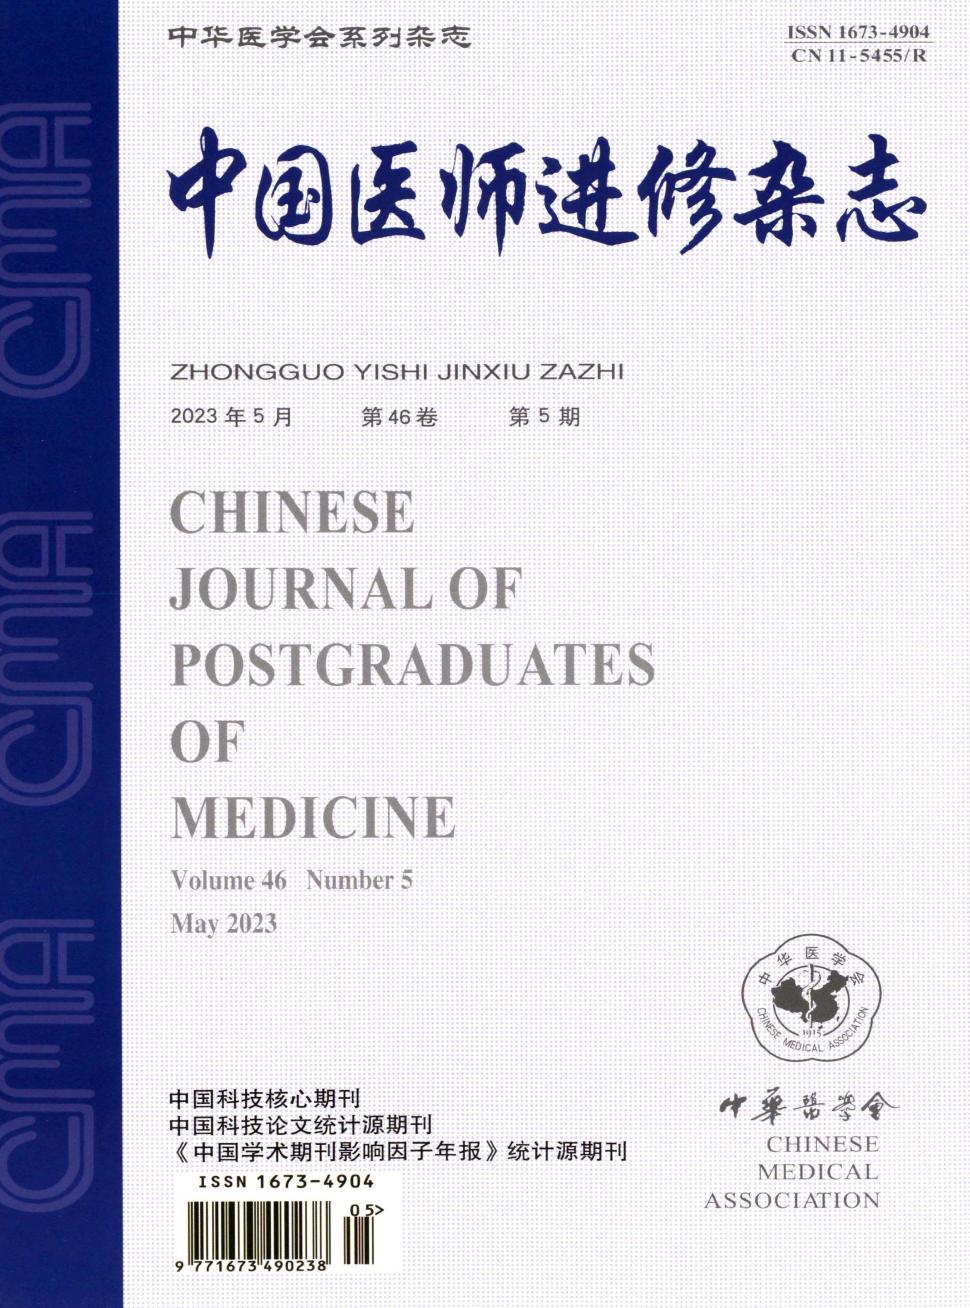 中华医学会系列杂志
ISSN 1673-4904
CN 11-5455/R
中国医师进修杂志
ZHONGGUO YISHI JINXIU ZAZHI
2023 年 5 月 第 46 卷 第 5 期
CHINESE
JOURNAL OF
POSTGRADUATES
OF
MEDICINE
Volume 46 Number 5
May 2023
中华医学会
1915
CHINESE MEDICAL ASSOCIATION
中华醫学會
CHINESE
MEDICAL
ASSOCIATION
中国科技核心期刊
中国科技论文统计源期刊
《中国学术期刊影响因子年报》统计源期刊
ISSN 1673-4904
05>
9 771673 490238
CMA
CMA
CMA